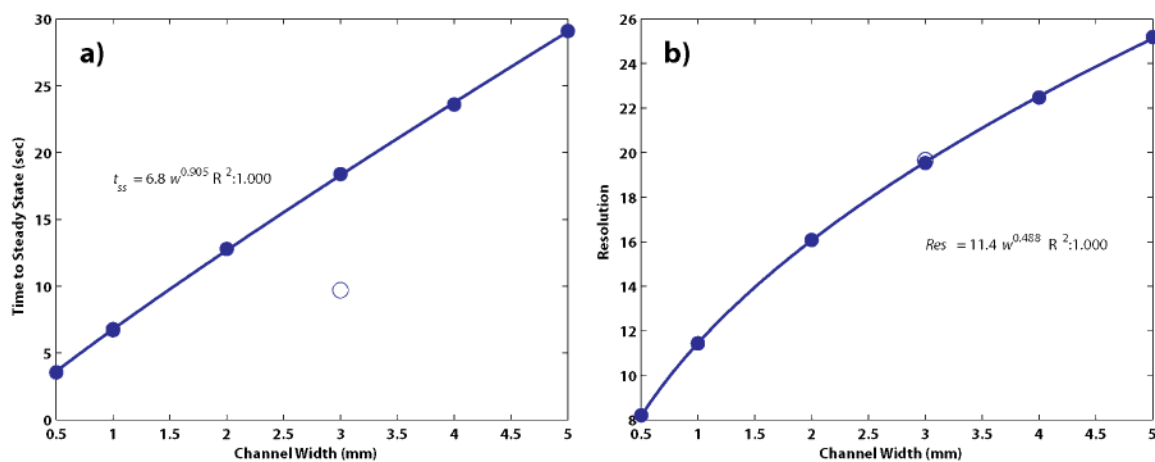 a)
30
25
20
15
10
5
0
Time to Steady State (sec)
t_ss = 6.8 w^0.905 R^2:1.000
0.5 1 1.5 2 2.5 3 3.5 4 4.5 5
Channel Width (mm)
b)
26
24
22
20
18
16
14
12
10
8
Resolution
Res = 11.4 w^0.488 R^2:1.000
0.5 1 1.5 2 2.5 3 3.5 4 4.5 5
Channel Width (mm)